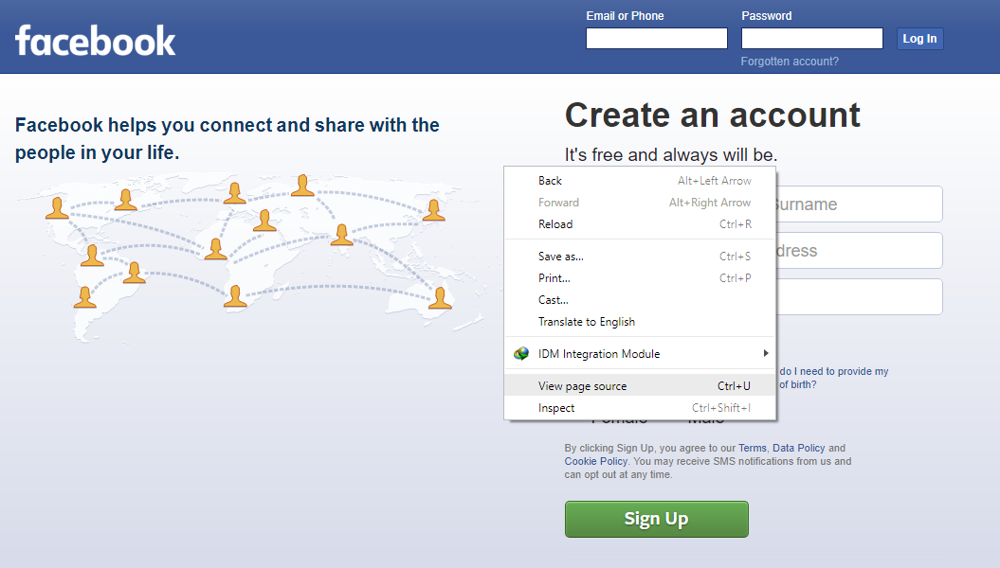 facebook
Email or Phone
Password
Log In
Forgotten account?
Facebook helps you connect and share with the
people in your life.
Create an account
It's free and always will be.
Back Alt+Left Arrow
Forward Alt+Right Arrow
Reload Ctrl+R
Save as... Ctrl+S
Print... Ctrl+P
Cast...
Translate to English
IDM Integration Module
View page source Ctrl+U
Inspect Ctrl+Shift+I
Surname
dress
do I need to provide my
of birth?
Female Male
By clicking Sign Up, you agree to our Terms, Data Policy and
Cookie Policy. You may receive SMS notifications from us and
can opt out at any time.
Sign Up